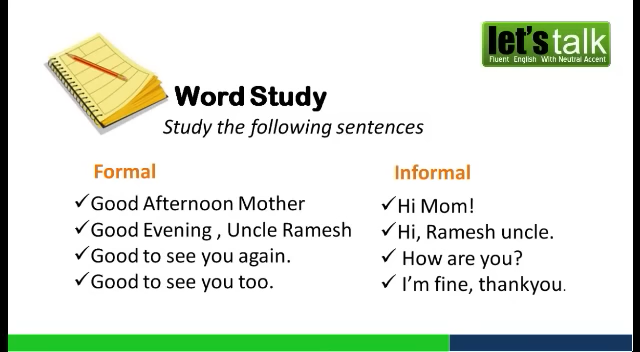 let's talk
Fluent English With Neutral Accent
Word Study
Study the following sentences
Formal
✓Good Afternoon Mother
✓Good Evening , Uncle Ramesh
✓Good to see you again.
✓Good to see you too.
Informal
✓Hi Mom!
✓Hi, Ramesh uncle.
✓ How are you?
✓ I'm fine, thankyou.